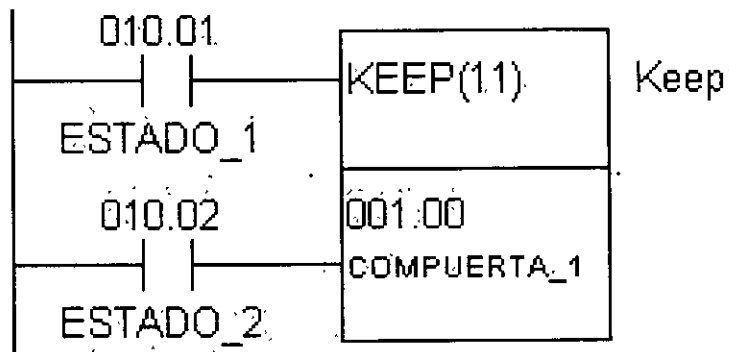 010.01
KEEP(11)
Keep
ESTADO_1
010.02
001.00
COMPUERTA_1
ESTADO_2